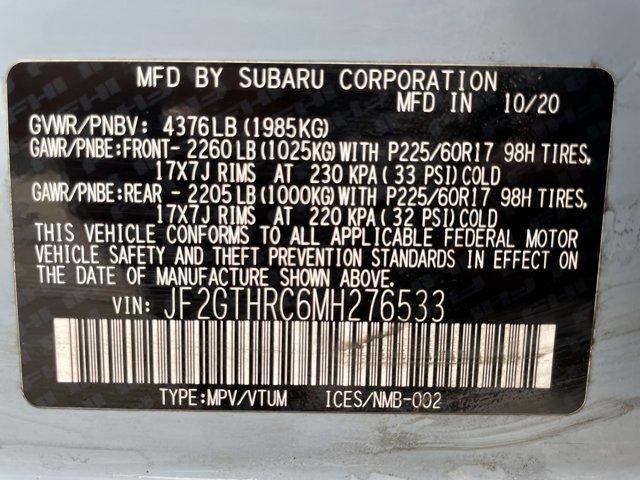 MFD BY SUBARU CORPORATION
MFD IN 10/20
GVWR/PNBV: 4376LB (1985KG)
GAWR/PNBE:FRONT- 2260LB (1025KG) WITH P225/60R17 98H TIRES,
17X7J RIMS AT 230 KPA (33 PSI) COLD
GAWR/PNBE:REAR - 2205LB (1000KG) WITH P225/60R17 98H TIRES,
17X7J RIMS AT 220 KPA (32 PSI) COLD
THIS VEHICLE CONFORMS TO ALL APPLICABLE FEDERAL MOTOR
VEHICLE SAFETY AND THEFT PREVENTION STANDARDS IN EFFECT ON
THE DATE OF MANUFACTURE SHOWN ABOVE.
VIN: JF2GTHRC6MH276533
TYPE:MPV/VTUM ICES/NMB-002